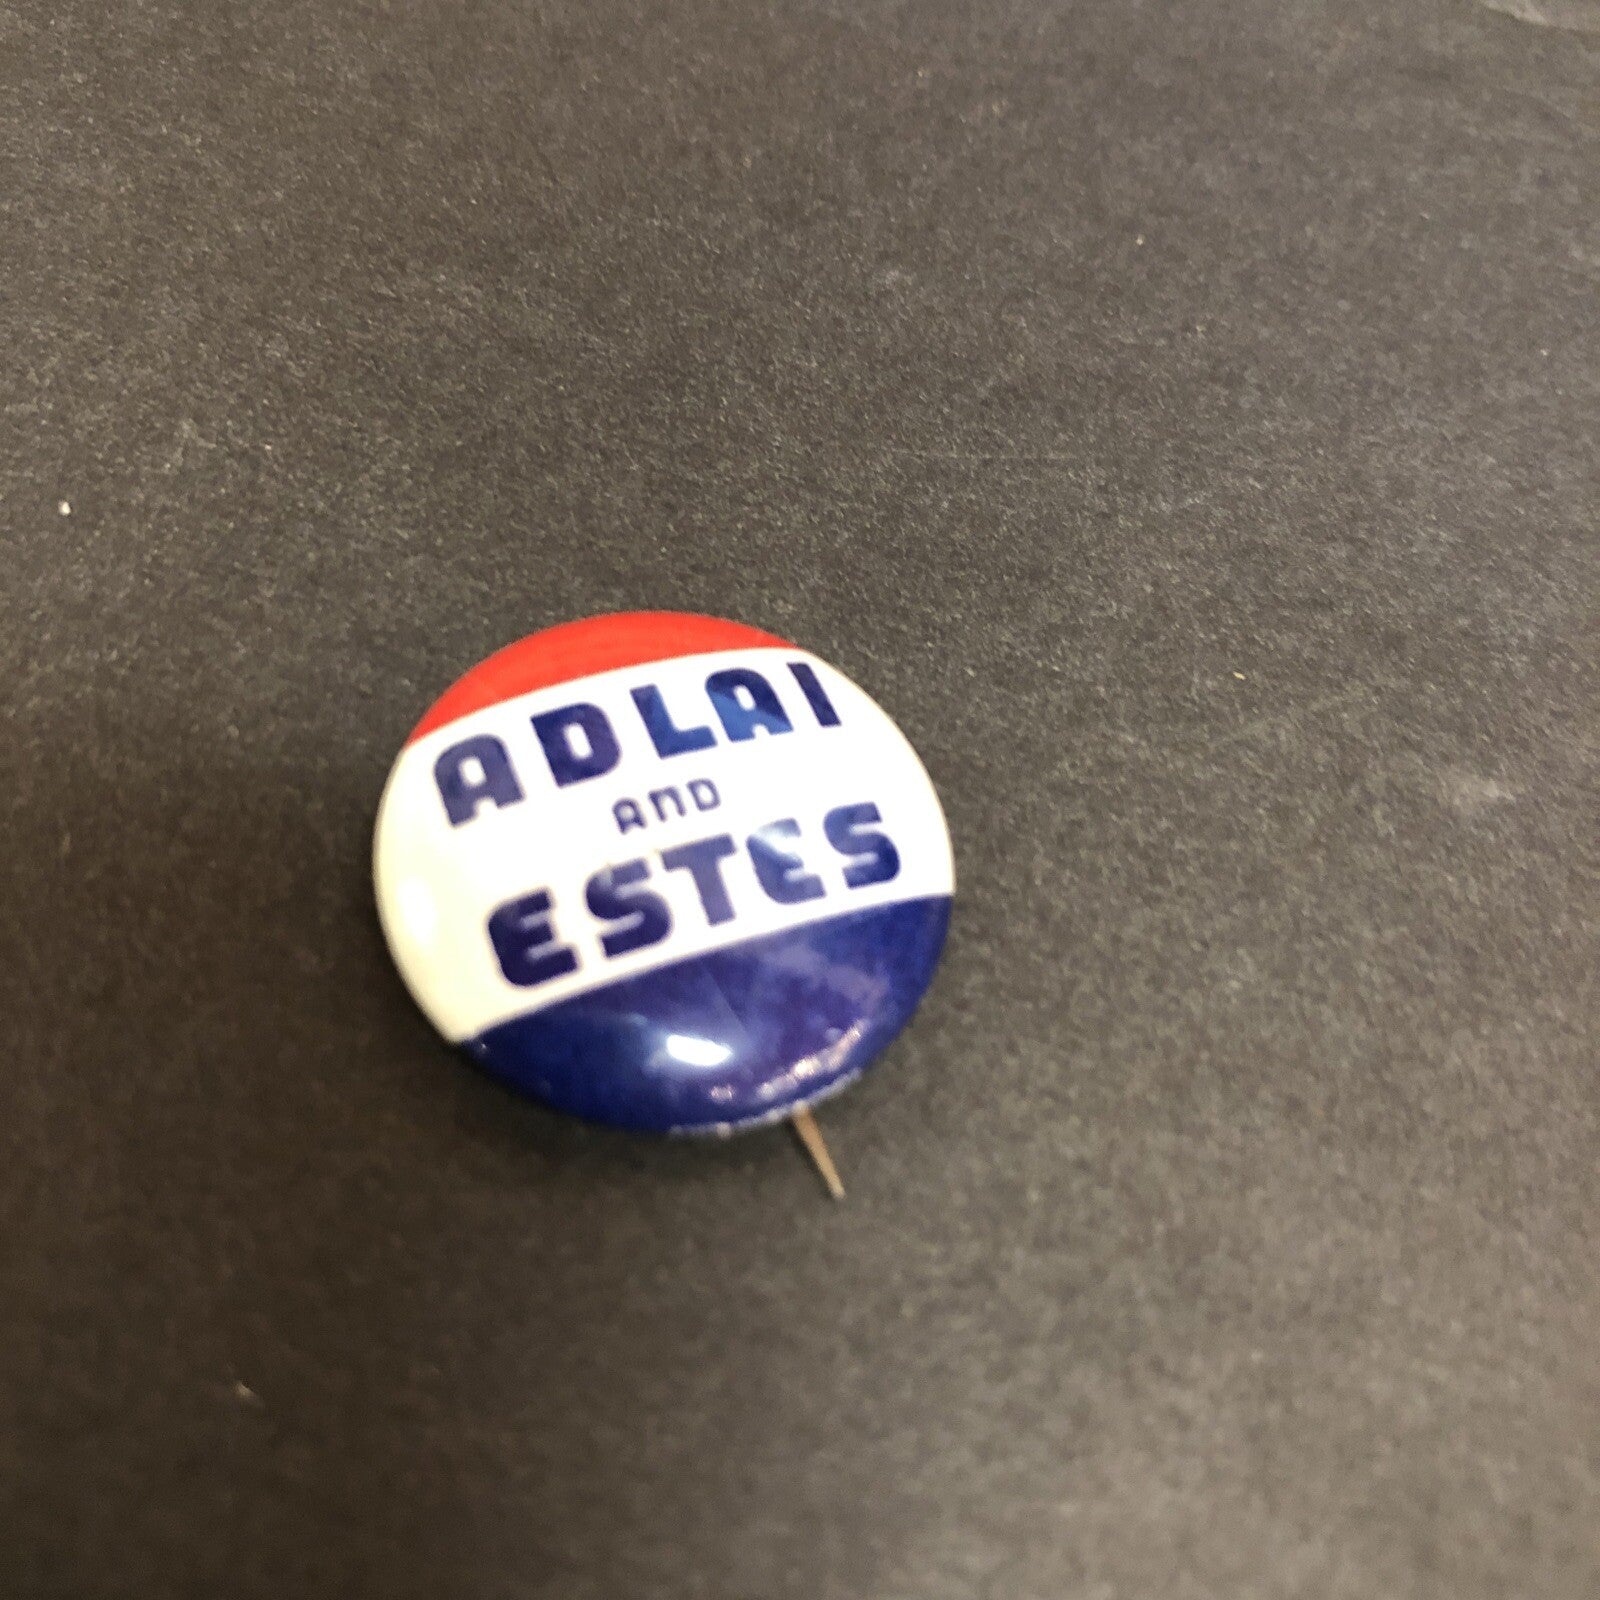 ADLAI
AND
ESTES